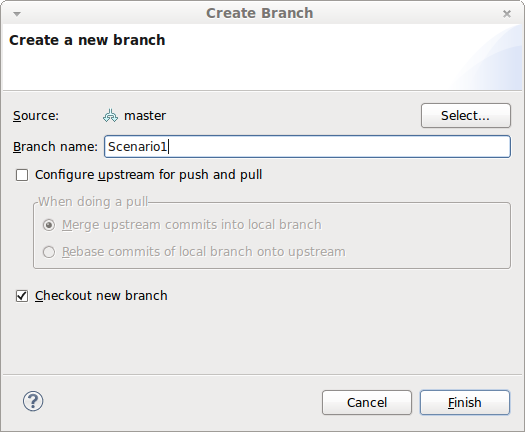 Create Branch
Create a new branch
Source: master Select...
Branch name: Scenario1
Configure upstream for push and pull
When doing a pull
Merge upstream commits into local branch
Rebase commits of local branch onto upstream
Checkout new branch
? Cancel Finish